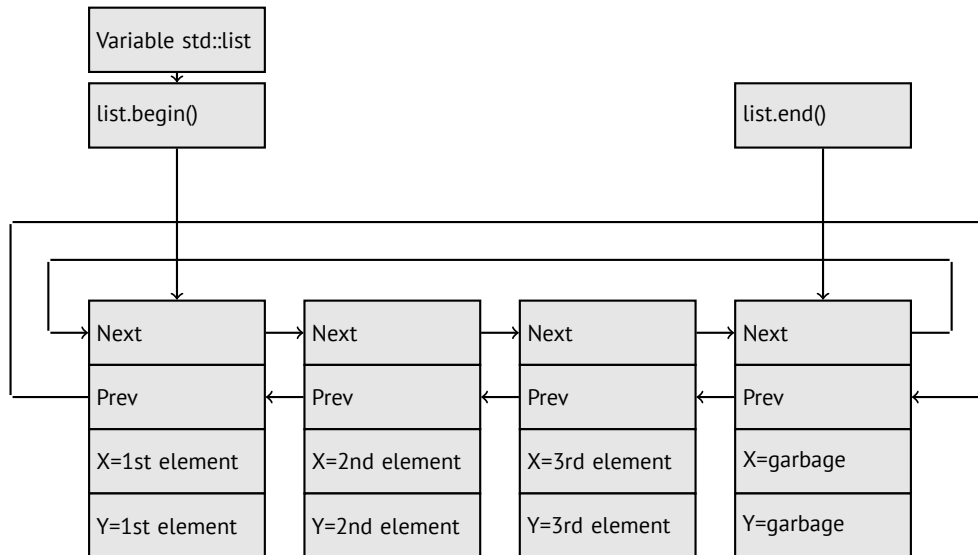 Variable std::list
list.begin()
list.end()
Next
Next
Next
Next
Prev
Prev
Prev
Prev
X=1st element
X=2nd element
X=3rd element
X=garbage
Y=1st element
Y=2nd element
Y=3rd element
Y=garbage